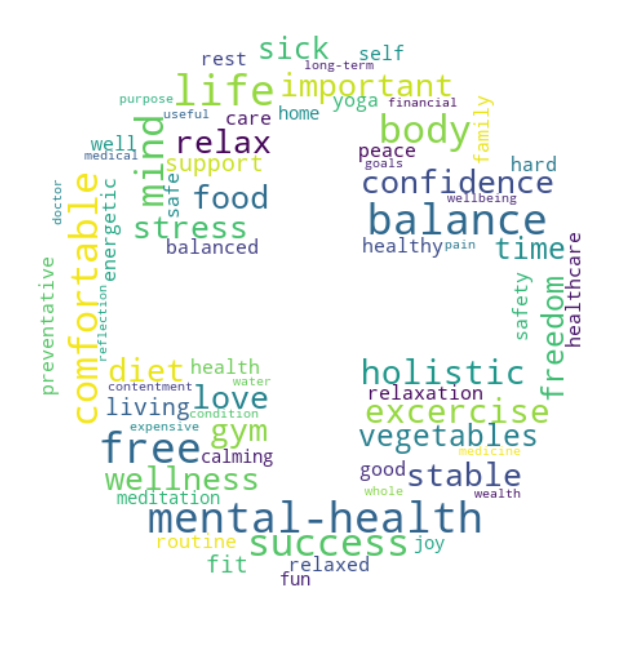 sick
self
rest
long-term
life
important
purpose
yoga
financial
useful
home
care
family
mind
body
well
relax
peace
medical
support
goals
hard
safe
food
confidence
doctor
comfortable
energetic
wellbeing
stress
balance
balanced
healthy
pain
time
healthcare
preventative
reflection
safety
freedom
diet
health
holistic
contentment
water
living
love
relaxation
condition
excercise
expensive
gym
vegetables
free
calming
medicine
wellness
good
stable
meditation
whole
wealth
mental-health
routine
success
joy
fit
relaxed
fun